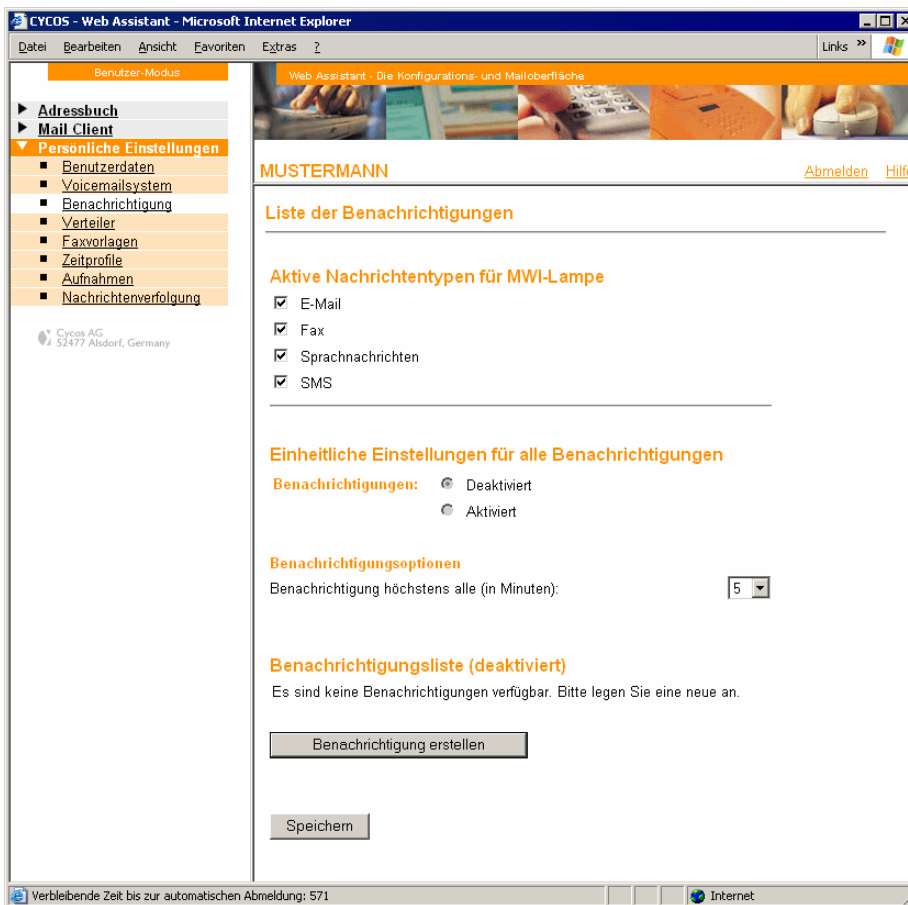 CYCOS - Web Assistant - Microsoft Internet Explorer
Datei Bearbeiten Ansicht Favoriten Extras ? Links »
Benutzer-Modus
Adressbuch
Mail Client
Persönliche Einstellungen
Benutzerdaten
Voicemailsystem
Benachrichtigung
Verteiler
Faxvorlagen
Zeitprofile
Aufnahmen
Nachrichtenverfolgung
Cycos AG
52477 Alsdorf, Germany
Web Assistant - Die Konfigurations- und Mailoberfläche
MUSTERMANN Abmelden Hilfe
Liste der Benachrichtigungen
Aktive Nachrichtentypen für MWI-Lampe
E-Mail
Fax
Sprachnachrichten
SMS
Einheitliche Einstellungen für alle Benachrichtigungen
Benachrichtigungen: Deaktiviert
Aktiviert
Benachrichtigungsoptionen
Benachrichtigung höchstens alle (in Minuten): 5
Benachrichtigungsliste (deaktiviert)
Es sind keine Benachrichtigungen verfügbar. Bitte legen Sie eine neue an.
Benachrichtigung erstellen
Speichern
Verbleibende Zeit bis zur automatischen Abmeldung: 571 Internet